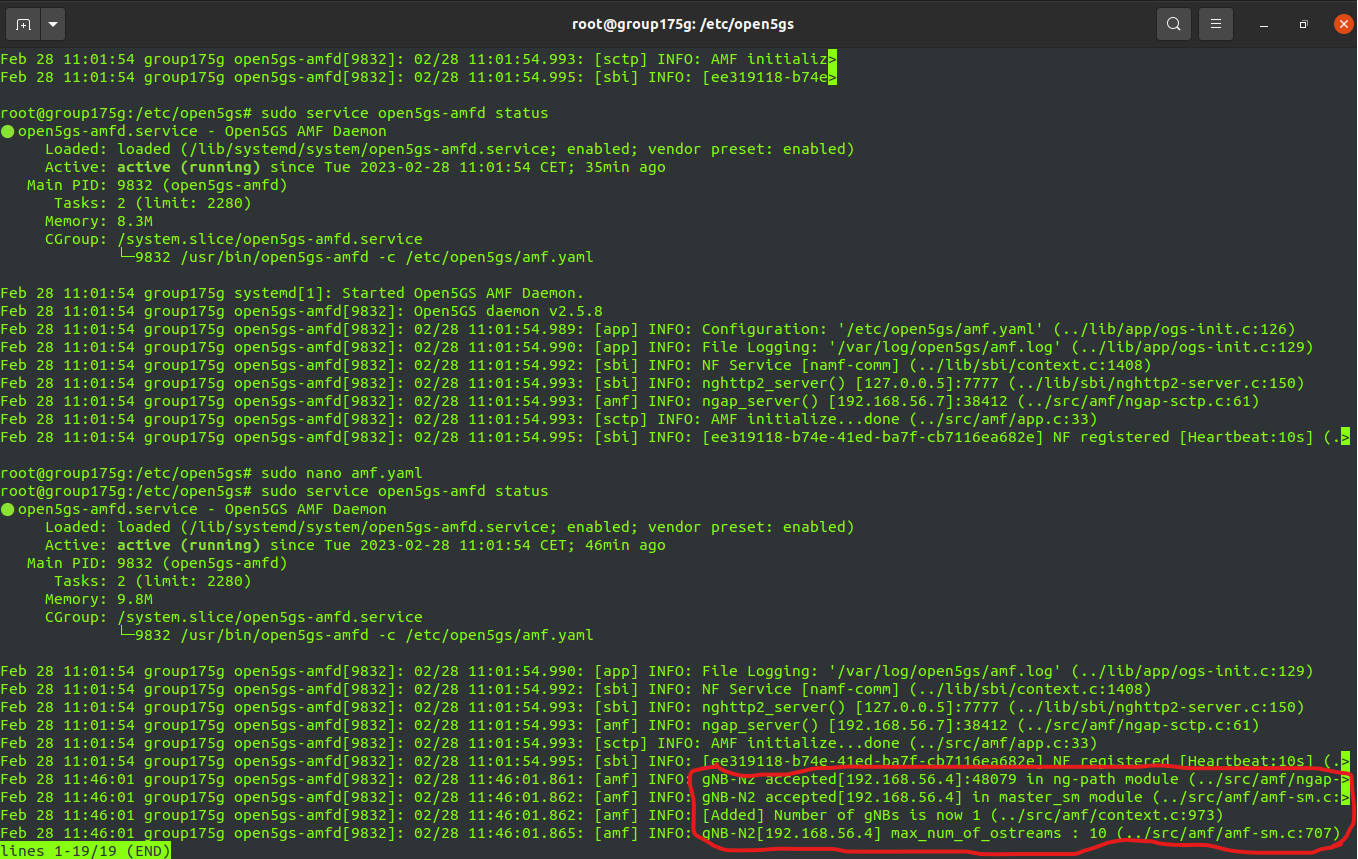 root@group175g: /etc/open5gs
Feb 28 11:01:54 group175g open5gs-amfd[9832]: 02/28 11:01:54.993: [sctp] INFO: AMF initializ>
Feb 28 11:01:54 group175g open5gs-amfd[9832]: 02/28 11:01:54.995: [sbi] INFO: [ee319118-b74e>
root@group175g:/etc/open5gs# sudo service open5gs-amfd status
●open5gs-amfd.service - Open5GS AMF Daemon
Loaded: loaded (/lib/systemd/system/open5gs-amfd.service; enabled; vendor preset: enabled)
Active: active (running) since Tue 2023-02-28 11:01:54 CET; 35min ago
Main PID: 9832 (open5gs-amfd)
Tasks: 2 (limit: 2280)
Memory: 8.3M
CGroup: /system.slice/open5gs-amfd.service
└─9832 /usr/bin/open5gs-amfd -c /etc/open5gs/amf.yaml
Feb 28 11:01:54 group175g systemd[1]: Started Open5GS AMF Daemon.
Feb 28 11:01:54 group175g open5gs-amfd[9832]: Open5GS daemon v2.5.8
Feb 28 11:01:54 group175g open5gs-amfd[9832]: 02/28 11:01:54.989: [app] INFO: Configuration: '/etc/open5gs/amf.yaml' (../lib/app/ogs-init.c:126)
Feb 28 11:01:54 group175g open5gs-amfd[9832]: 02/28 11:01:54.990: [app] INFO: File Logging: '/var/log/open5gs/amf.log' (../lib/app/ogs-init.c:129)
Feb 28 11:01:54 group175g open5gs-amfd[9832]: 02/28 11:01:54.992: [sbi] INFO: NF Service [namf-comm] (../lib/sbi/context.c:1408)
Feb 28 11:01:54 group175g open5gs-amfd[9832]: 02/28 11:01:54.993: [sbi] INFO: nghttp2_server() [127.0.0.5]:7777 (../lib/sbi/nghttp2-server.c:150)
Feb 28 11:01:54 group175g open5gs-amfd[9832]: 02/28 11:01:54.993: [amf] INFO: ngap_server() [192.168.56.7]:38412 (../src/amf/ngap-sctp.c:61)
Feb 28 11:01:54 group175g open5gs-amfd[9832]: 02/28 11:01:54.993: [sctp] INFO: AMF initialize...done (../src/amf/app.c:33)
Feb 28 11:01:54 group175g open5gs-amfd[9832]: 02/28 11:01:54.995: [sbi] INFO: [ee319118-b74e-41ed-ba7f-cb7116ea682e] NF registered [Heartbeat:10s] (.>
root@group175g:/etc/open5gs# sudo nano amf.yaml
root@group175g:/etc/open5gs# sudo service open5gs-amfd status
●open5gs-amfd.service - Open5GS AMF Daemon
Loaded: loaded (/lib/systemd/system/open5gs-amfd.service; enabled; vendor preset: enabled)
Active: active (running) since Tue 2023-02-28 11:01:54 CET; 46min ago
Main PID: 9832 (open5gs-amfd)
Tasks: 2 (limit: 2280)
Memory: 9.8M
CGroup: /system.slice/open5gs-amfd.service
└─9832 /usr/bin/open5gs-amfd -c /etc/open5gs/amf.yaml
Feb 28 11:01:54 group175g open5gs-amfd[9832]: 02/28 11:01:54.990: [app] INFO: File Logging: '/var/log/open5gs/amf.log' (../lib/app/ogs-init.c:129)
Feb 28 11:01:54 group175g open5gs-amfd[9832]: 02/28 11:01:54.992: [sbi] INFO: NF Service [namf-comm] (../lib/sbi/context.c:1408)
Feb 28 11:01:54 group175g open5gs-amfd[9832]: 02/28 11:01:54.993: [sbi] INFO: nghttp2_server() [127.0.0.5]:7777 (../lib/sbi/nghttp2-server.c:150)
Feb 28 11:01:54 group175g open5gs-amfd[9832]: 02/28 11:01:54.993: [amf] INFO: ngap_server() [192.168.56.7]:38412 (../src/amf/ngap-sctp.c:61)
Feb 28 11:01:54 group175g open5gs-amfd[9832]: 02/28 11:01:54.993: [sctp] INFO: AMF initialize...done (../src/amf/app.c:33)
Feb 28 11:01:54 group175g open5gs-amfd[9832]: 02/28 11:01:54.995: [sbi] INFO: [ee319118-b74e-41ed-ba7f-cb7116ea682e] NF registered [Heartbeat:10s] (.>
Feb 28 11:46:01 group175g open5gs-amfd[9832]: 02/28 11:46:01.861: [amf] INFO: gNB-N2 accepted[192.168.56.4]:48079 in ng-path module (../src/amf/ngap->
Feb 28 11:46:01 group175g open5gs-amfd[9832]: 02/28 11:46:01.862: [amf] INFO: gNB-N2 accepted[192.168.56.4] in master_sm module (../src/amf/amf-sm.c:>
Feb 28 11:46:01 group175g open5gs-amfd[9832]: 02/28 11:46:01.862: [amf] INFO: [Added] Number of gNBs is now 1 (../src/amf/context.c:973)
Feb 28 11:46:01 group175g open5gs-amfd[9832]: 02/28 11:46:01.865: [amf] INFO: gNB-N2[192.168.56.4] max_num_of_ostreams : 10 (../src/amf/amf-sm.c:707)
lines 1-19/19 (END)